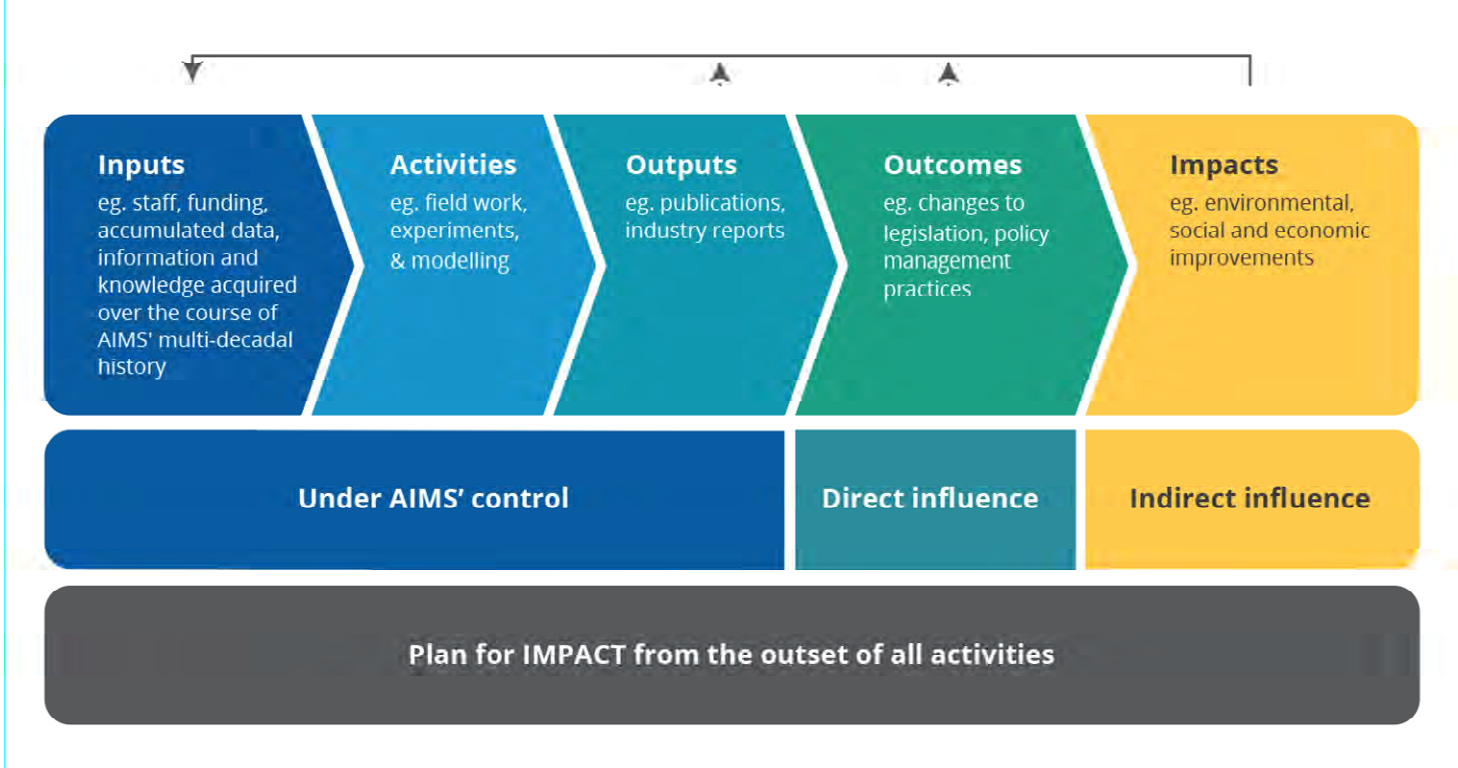 Inputs
eg. staff, funding,
accumulated data,
information and
knowledge acquired
over the course of
AIMS' multi-decadal
history
Activities
eg. field work,
experiments,
& modelling
Outputs
eg. publications,
industry reports
Outcomes
eg. changes to
legislation, policy
management
practices
Impacts
eg. environmental,
social and economic
improvements
Under AIMS’ control
Direct influence
Indirect influence
Plan for IMPACT from the outset of all activities